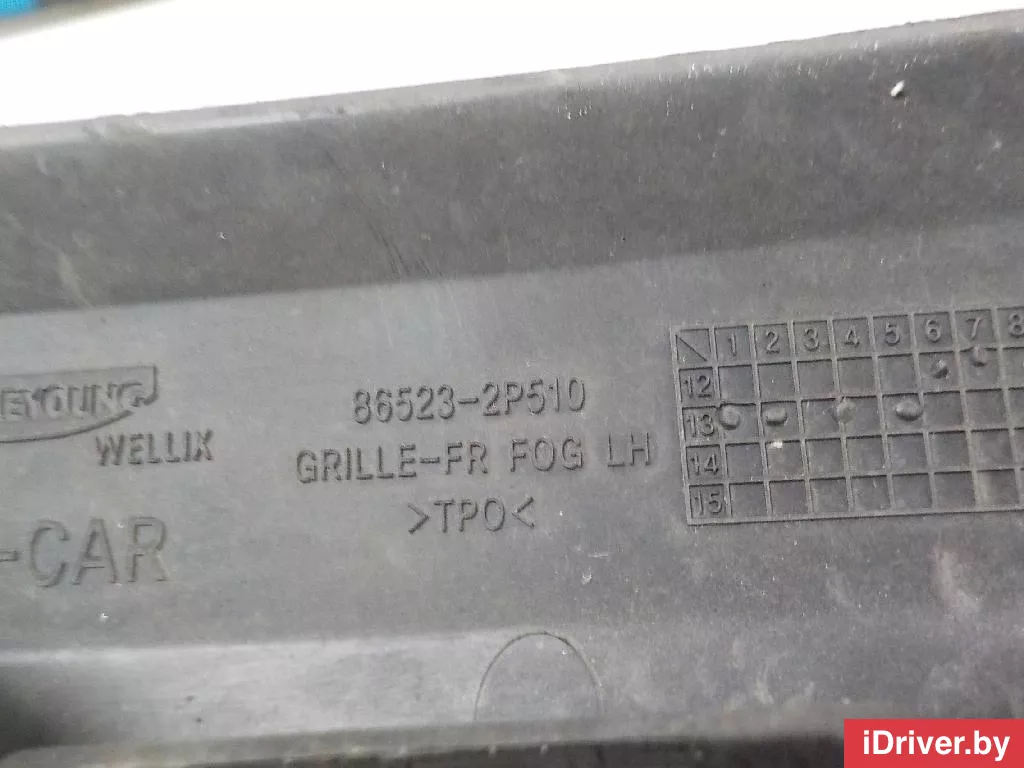 EYOUNG
WELLIX
-CAR
86523-2P510
GRILLE-FR FOG LH
>TPO<
1 2 3 4 5 6 7 8
12
13
14
15
iDriver.by